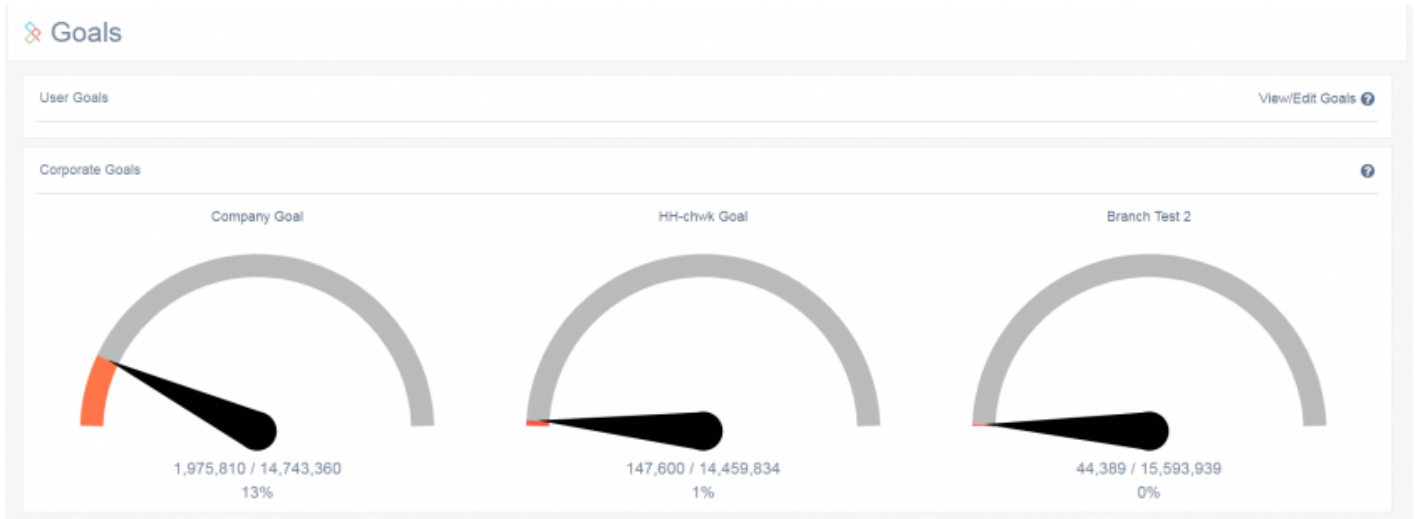 Goals
User Goals
View/Edit Goals ?
Corporate Goals
?
Company Goal
HH-chwk Goal
Branch Test 2
1,975,810 / 14,743,360
13%
147,600 / 14,459,834
1%
44,389 / 15,593,939
0%